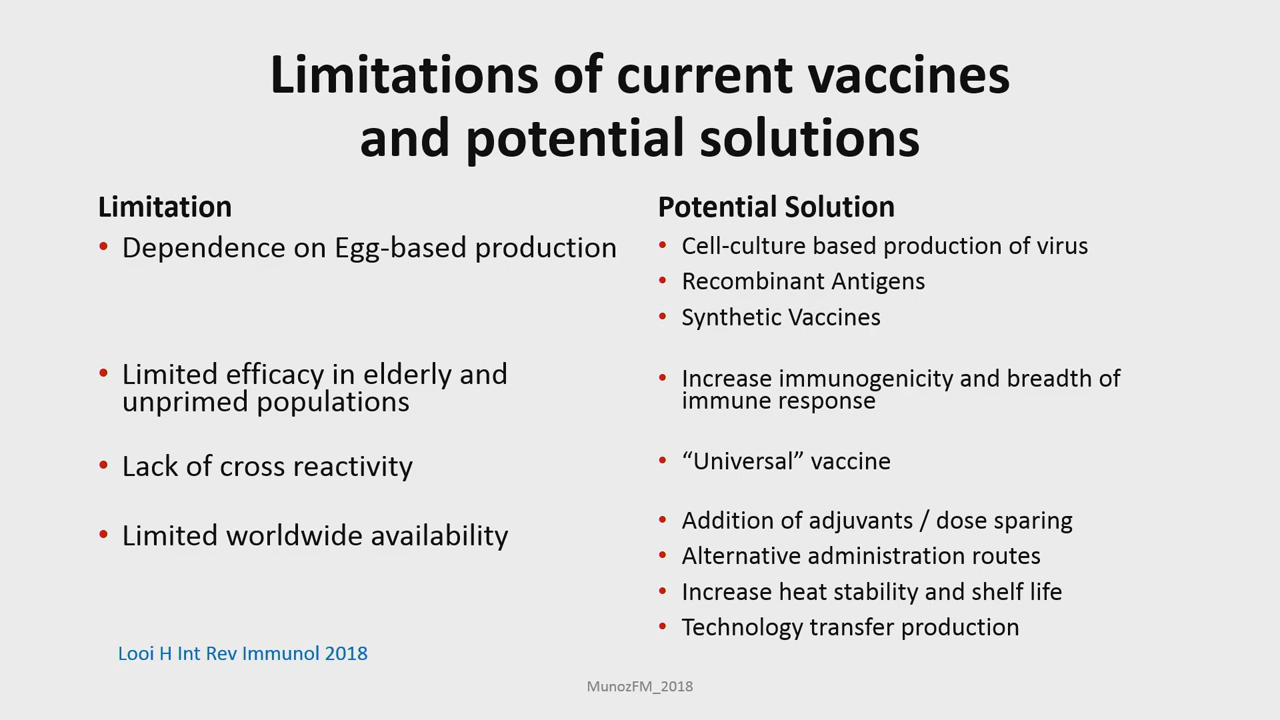 Limitations of current vaccines
and potential solutions
Limitation
• Dependence on Egg-based production
• Limited efficacy in elderly and
unprimed populations
• Lack of cross reactivity
• Limited worldwide availability
Looi H Int Rev Immunol 2018
Potential Solution
• Cell-culture based production of virus
• Recombinant Antigens
• Synthetic Vaccines
• Increase immunogenicity and breadth of
immune response
• “Universal” vaccine
• Addition of adjuvants / dose sparing
• Alternative administration routes
• Increase heat stability and shelf life
• Technology transfer production
MunozFM_2018